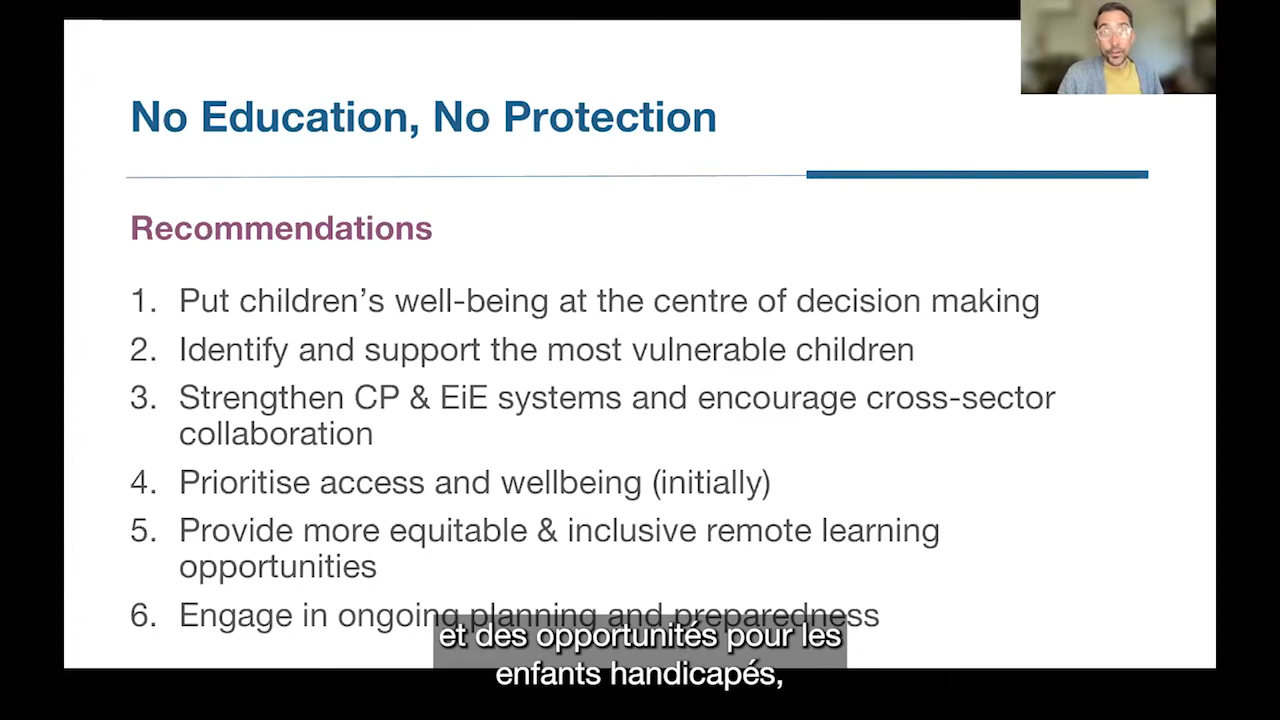 No Education, No Protection
Recommendations
1. Put children’s well-being at the centre of decision making
2. Identify and support the most vulnerable children
3. Strengthen CP & EiE systems and encourage cross-sector
collaboration
4. Prioritise access and wellbeing (initially)
5. Provide more equitable & inclusive remote learning
opportunities
6. Engage in ongoing planning and preparedness
et des opportunités pour les
enfants handicapés,